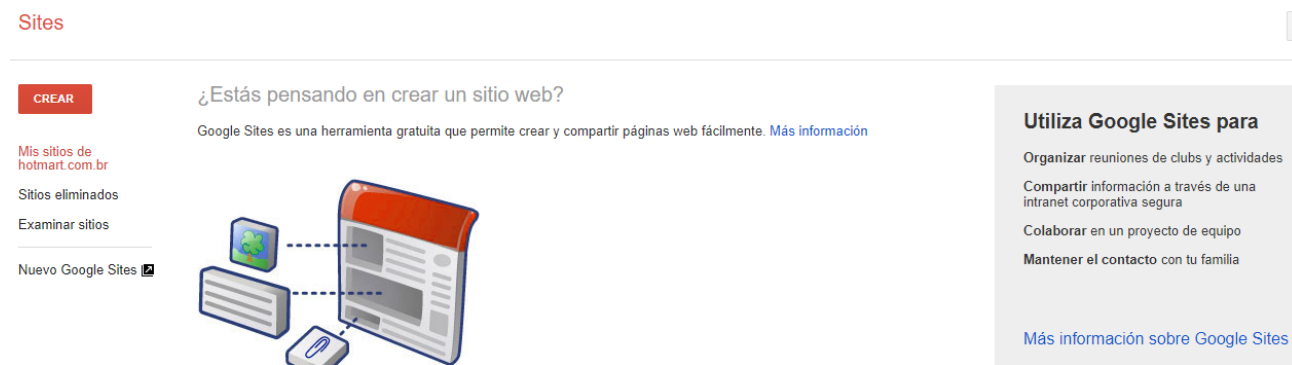 Sites
CREAR
Mis sitios de
hotmart.com.br
Sitios eliminados
Examinar sitios
Nuevo Google Sites
¿Estás pensando en crear un sitio web?
Google Sites es una herramienta gratuita que permite crear y compartir páginas web fácilmente. Más información
Utiliza Google Sites para
Organizar reuniones de clubs y actividades
Compartir información a través de una
intranet corporativa segura
Colaborar en un proyecto de equipo
Mantener el contacto con tu familia
Más información sobre Google Sites